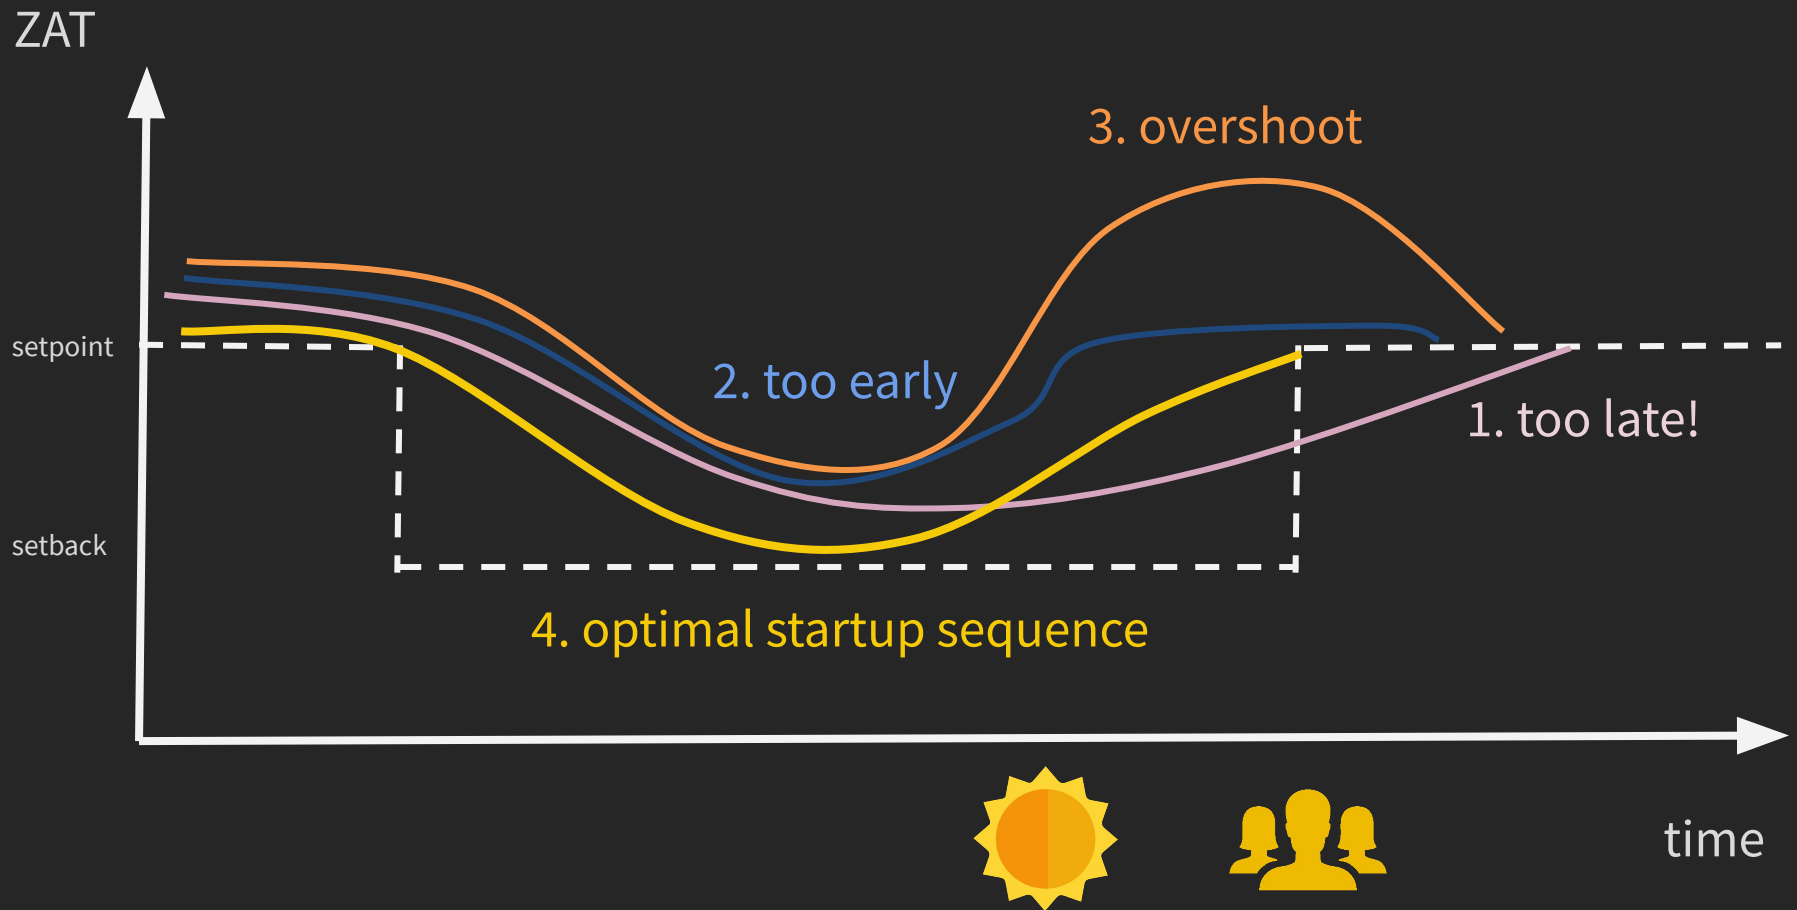 ZAT
3. overshoot
setpoint
2. too early
1. too late!
setback
4. optimal startup sequence
time